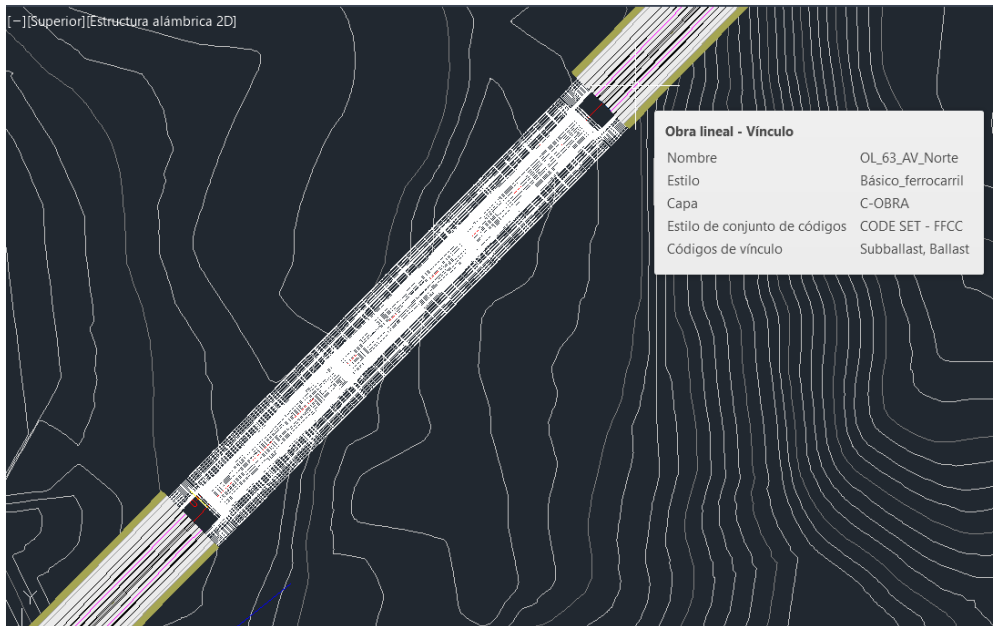 [−][Superior][Estructura alámbrica 2D]
Obra lineal - Vínculo
Nombre OL_63_AV_Norte
Estilo Básico_ferrocarril
Capa C-OBRA
Estilo de conjunto de códigos CODE SET - FFCC
Códigos de vínculo Subballast, Ballast
Y